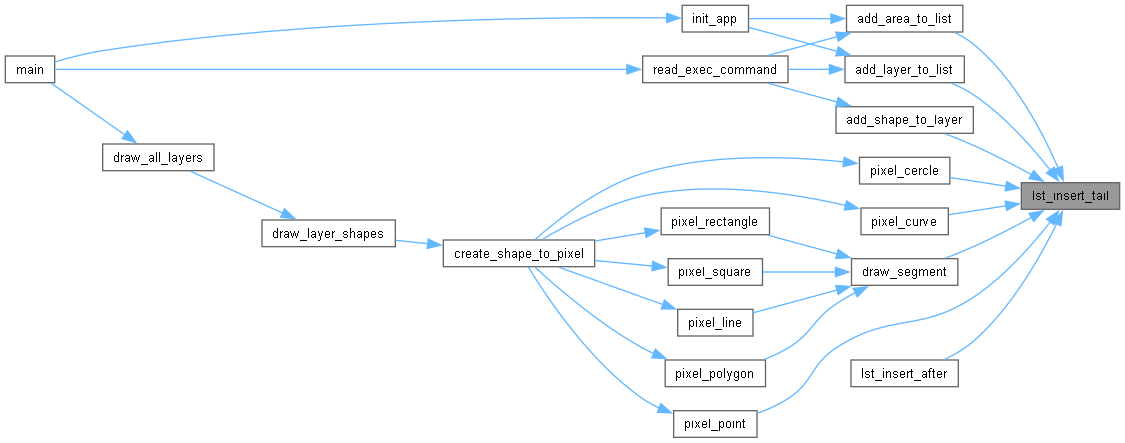 main
draw_all_layers
draw_layer_shapes
init_app
read_exec_command
create_shape_to_pixel
add_area_to_list
add_layer_to_list
add_shape_to_layer
pixel_cercle
pixel_curve
pixel_rectangle
pixel_square
pixel_line
pixel_polygon
pixel_point
draw_segment
lst_insert_after
lst_insert_tail